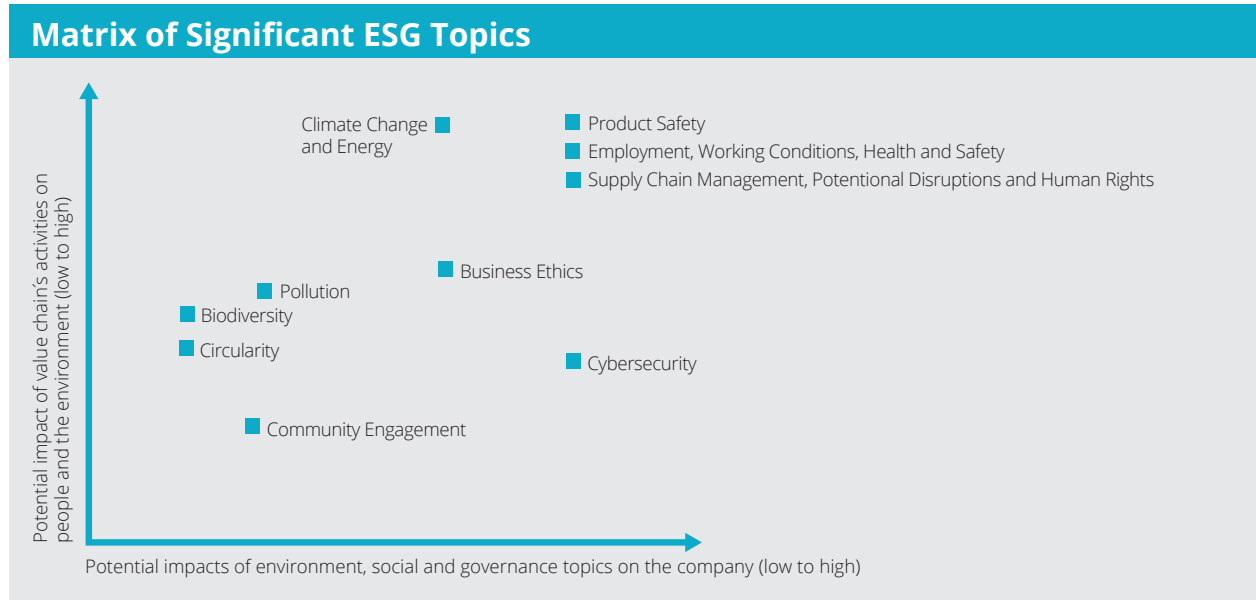 Matrix of Significant ESG Topics
Climate Change
and Energy
Product Safety
Employment, Working Conditions, Health and Safety
Supply Chain Management, Potentional Disruptions and Human Rights
Business Ethics
Pollution
Biodiversity
Circularity
Cybersecurity
Community Engagement
Potential impact of value chain's activities on
people and the environment (low to high)
Potential impacts of environment, social and governance topics on the company (low to high)